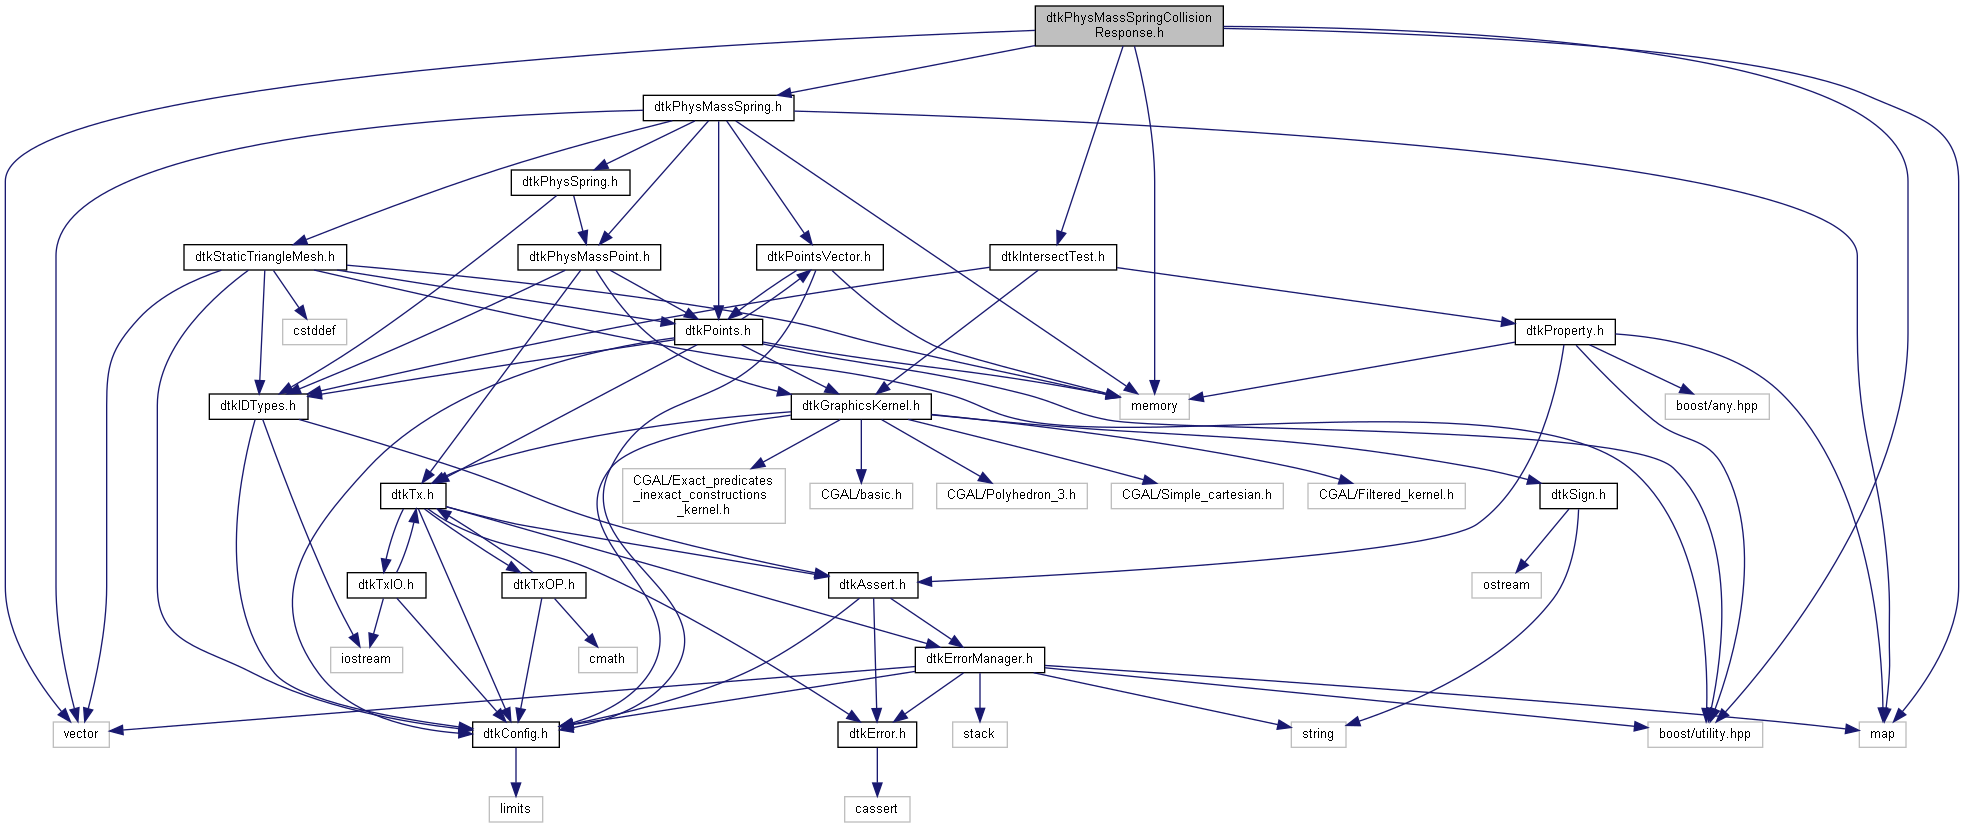 dtkPhysMassSpringCollision
Response.h
dtkPhysMassSpring.h
dtkPhysSpring.h
dtkStaticTriangleMesh.h
dtkPhysMassPoint.h
dtkPointsVector.h
dtkIntersectTest.h
cstddef
dtkPoints.h
dtkProperty.h
dtkIDTypes.h
dtkGraphicsKernel.h
memory
boost/any.hpp
dtkTx.h
CGAL/Exact_predicates
_inexact_constructions
_kernel.h
CGAL/basic.h
CGAL/Polyhedron_3.h
CGAL/Simple_cartesian.h
CGAL/Filtered_kernel.h
dtkSign.h
dtkTxIO.h
dtkTxOP.h
dtkAssert.h
ostream
iostream
cmath
dtkErrorManager.h
vector
dtkConfig.h
dtkError.h
stack
string
boost/utility.hpp
map
limits
cassert